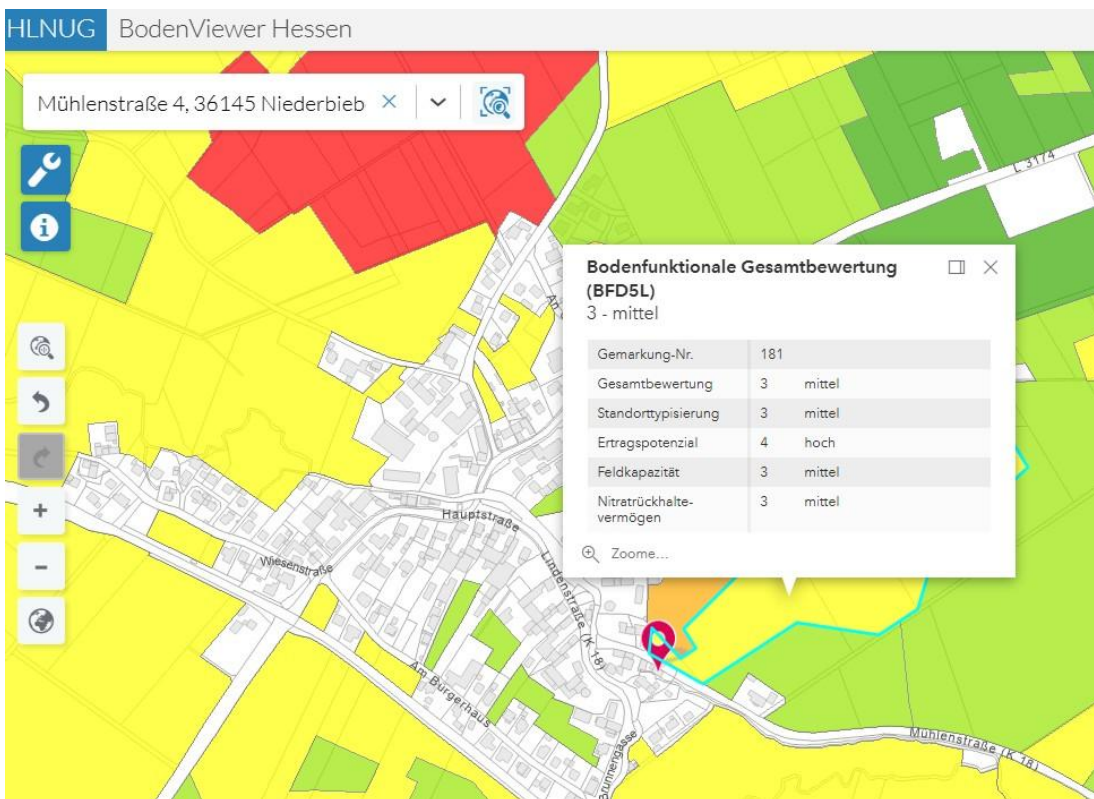 HLNUG BodenViewer Hessen
Mühlenstraße 4, 36145 Niederbieb
L 3174
Bodenfunktionale Gesamtbewertung
(BFD5L)
3 - mittel
Gemarkung-Nr. 181
Gesamtbewertung 3 mittel
Standorttypisierung 3 mittel
Ertragspotenzial 4 hoch
Feldkapazität 3 mittel
Nitratrückhalte-
vermögen 3 mittel
Zoome...
An
Hauptstraße
Wiesenstraße
Lindenstraße (K 18)
Am Bürgerhaus
Brunnengasse
Mühlenstraße (K 18)